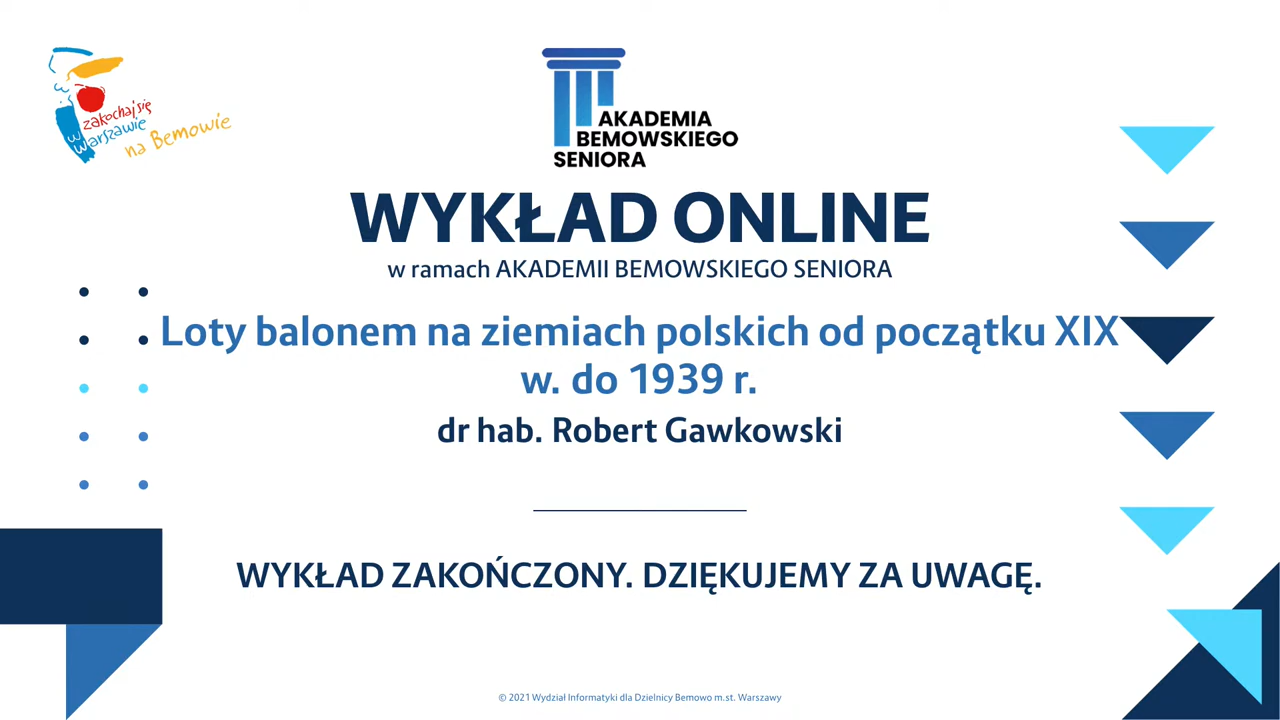 zakochaj się
w Warszawie
na Bemowie
AKADEMIA
BEMOWSKIEGO
SENIORA
WYKŁAD ONLINE
w ramach AKADEMII BEMOWSKIEGO SENIORA
Loty balonem na ziemiach polskich od początku XIX
w. do 1939 r.
dr hab. Robert Gawkowski
WYKŁAD ZAKOŃCZONY. DZIĘKUJEMY ZA UWAGĘ.
© 2021 Wydział Informatyki dla Dzielnicy Bemowo m.st. Warszawy